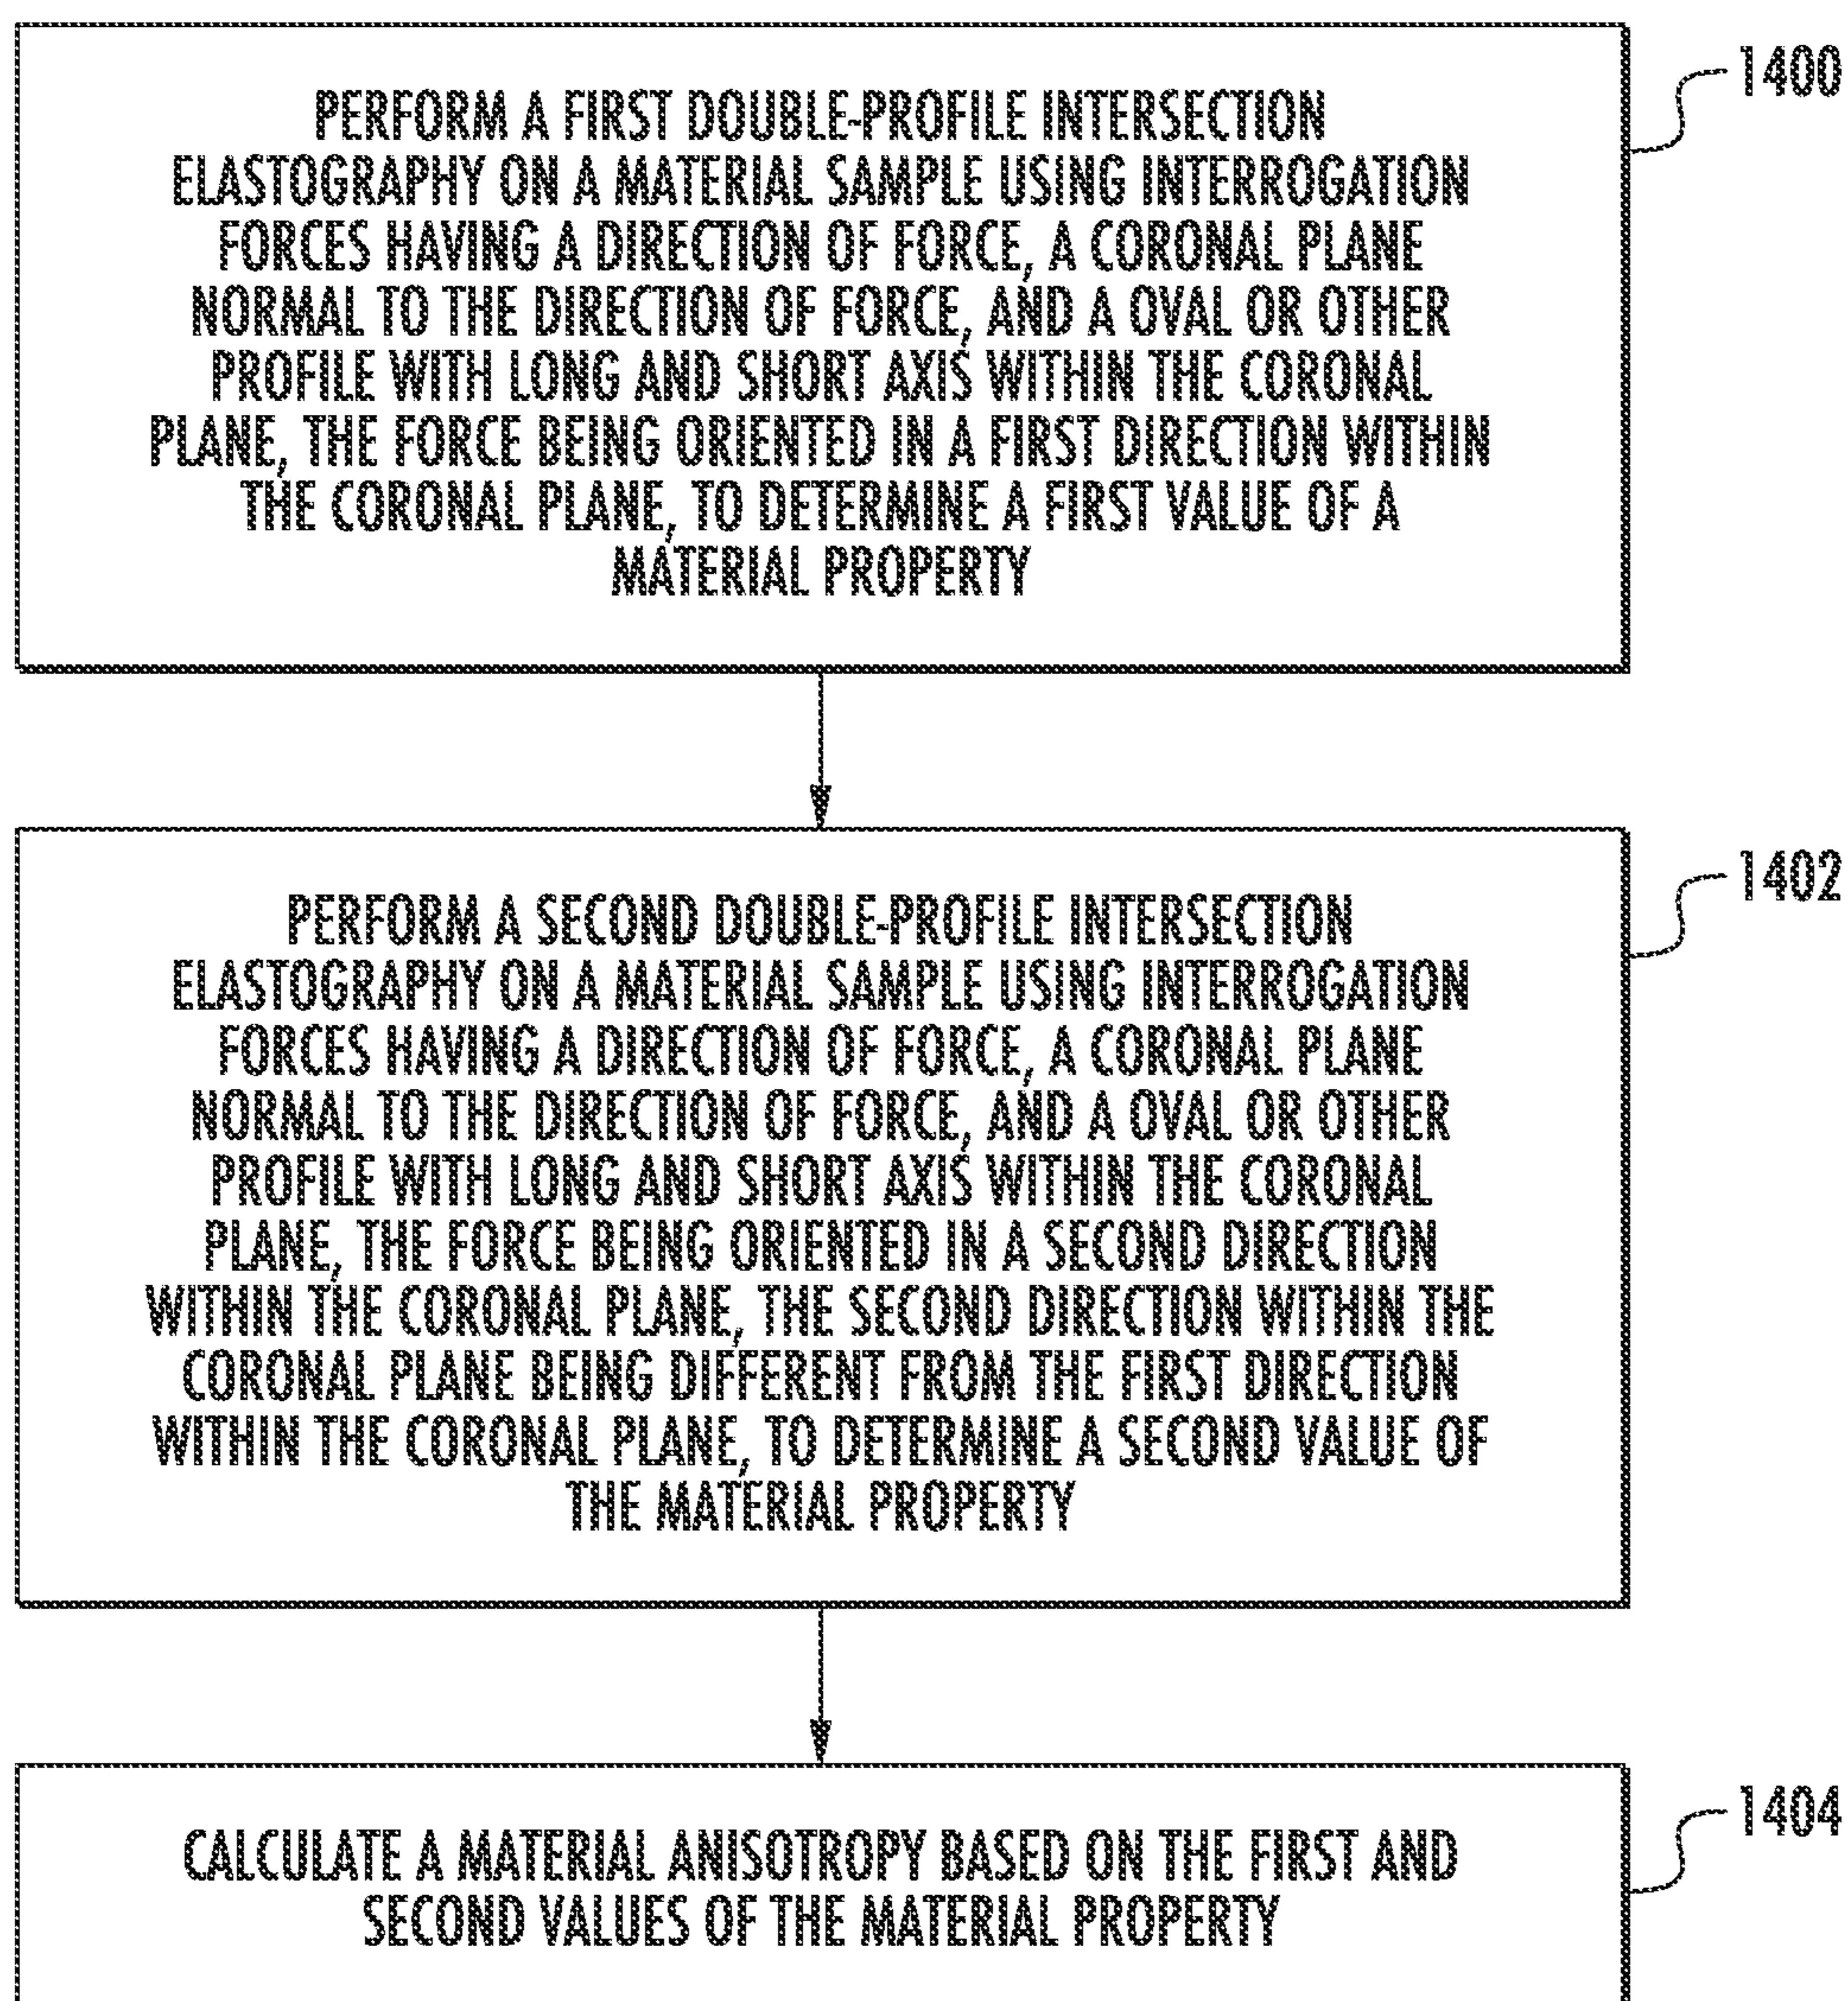 PERFORM A FIRST DOUBLE-PROFILE INTERSECTION
ELASTOGRAPHY ON A MATERIAL SAMPLE USING INTERROGATION
FORCES HAVING A DIRECTION OF FORCE, A CORONAL PLANE
NORMAL TO THE DIRECTION OF FORCE, AND A OVAL OR OTHER
PROFILE WITH LONG AND SHORT AXIS WITHIN THE CORONAL
PLANE, THE FORCE BEING ORIENTED IN A FIRST DIRECTION WITHIN
THE CORONAL PLANE, TO DETERMINE A FIRST VALUE OF A
MATERIAL PROPERTY
1400
PERFORM A SECOND DOUBLE-PROFILE INTERSECTION
ELASTOGRAPHY ON A MATERIAL SAMPLE USING INTERROGATION
FORCES HAVING A DIRECTION OF FORCE, A CORONAL PLANE
NORMAL TO THE DIRECTION OF FORCE, AND A OVAL OR OTHER
PROFILE WITH LONG AND SHORT AXIS WITHIN THE CORONAL
PLANE, THE FORCE BEING ORIENTED IN A SECOND DIRECTION
WITHIN THE CORONAL PLANE, THE SECOND DIRECTION WITHIN THE
CORONAL PLANE BEING DIFFERENT FROM THE FIRST DIRECTION
WITHIN THE CORONAL PLANE, TO DETERMINE A SECOND VALUE OF
THE MATERIAL PROPERTY
1402
CALCULATE A MATERIAL ANISOTROPY BASED ON THE FIRST AND
SECOND VALUES OF THE MATERIAL PROPERTY
1404